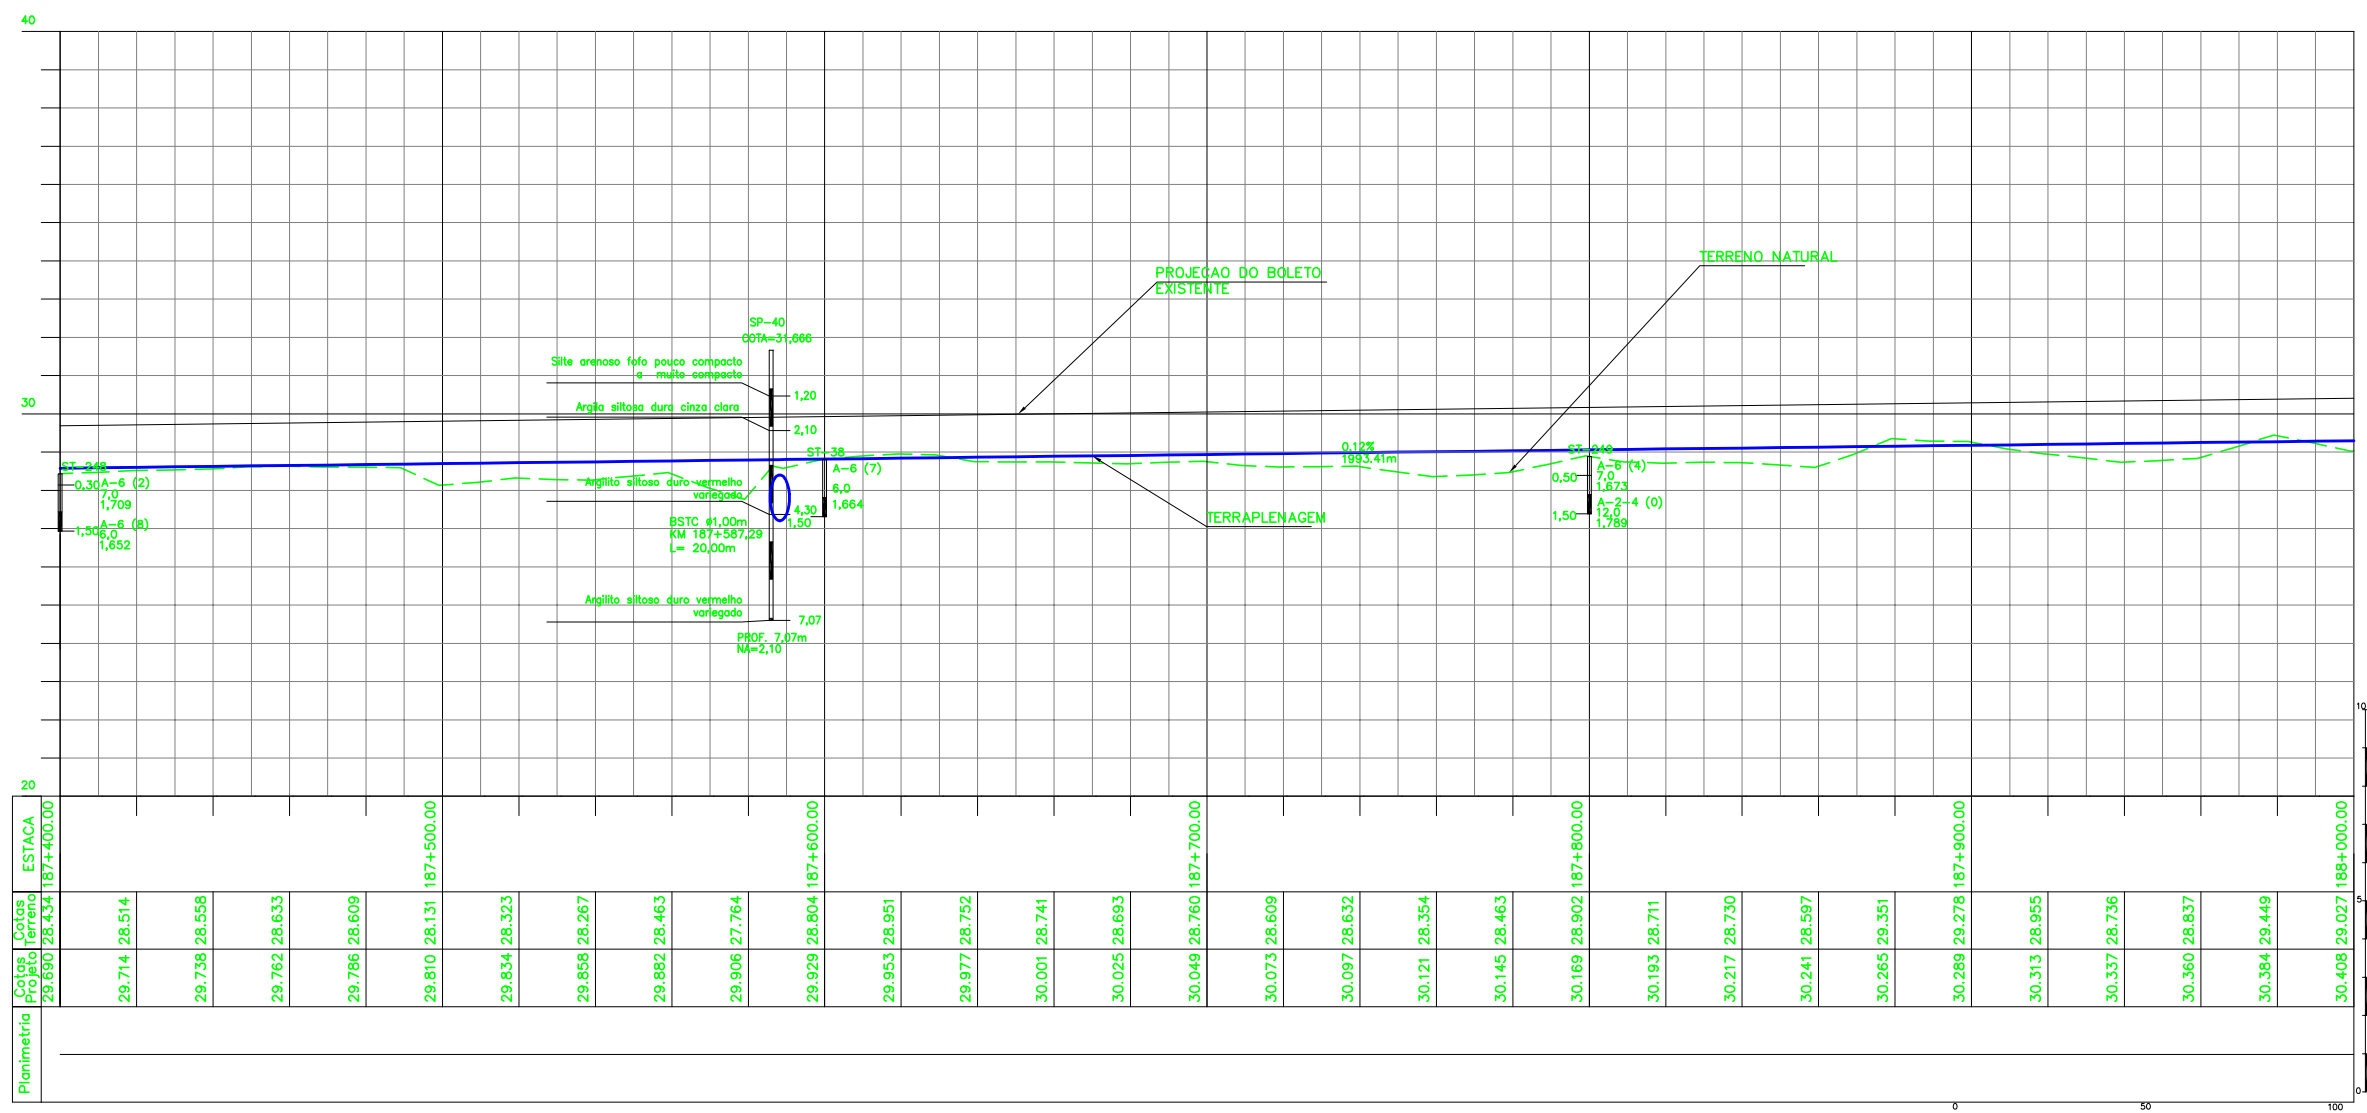 40
30
20
PROJECAO DO BOLETO
EXISTENTE
TERRENO NATURAL
SP-40
COTA=31,666
Silte arenoso fofo pouco compacto
a muito compacto
1,20
Argila siltosa dura cinza clara
2,10
Argilito siltoso duro vermelho
variegado
4,30
BSTC ø1,00m
KM 187+587,29
L= 20,00m
Argilito siltoso duro vermelho
variegado
7,07
PROF. 7,07m
NA=2,10
ST-248
0,30
A-6 (2)
7,0
1,709
1,50
A-6 (8)
6,0
1,652
ST-38
A-6 (7)
6,0
1,664
1,50
0,12%
1993.41m
TERRAPLENAGEM
ST-249
0,50
A-6 (4)
7,0
1,673
1,50
A-2-4 (0)
12,0
1,789
ESTACA
187+400.00
187+500.00
187+600.00
187+700.00
187+800.00
187+900.00
188+000.00
Cotas
Terreno
28.434
28.514
28.558
28.633
28.609
28.131
28.323
28.267
28.463
27.764
28.804
28.951
28.752
28.741
28.693
28.760
28.609
28.632
28.354
28.463
28.902
28.711
28.730
28.597
29.351
29.278
28.955
28.736
28.837
29.449
29.027
Cotas
Projeto
29.690
29.714
29.738
29.762
29.786
29.810
29.834
29.858
29.882
29.906
29.929
29.953
29.977
30.001
30.025
30.049
30.073
30.097
30.121
30.145
30.169
30.193
30.217
30.241
30.265
30.289
30.313
30.337
30.360
30.384
30.408
Planimetria
10
5
0
0
50
100